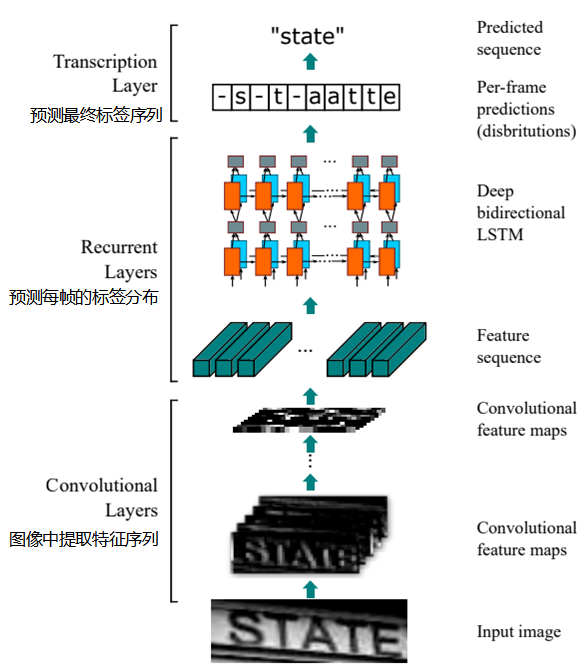 "state"
Predicted
sequence
Transcription
Layer
预测最终标签序列
-s-t-aatte
Per-frame
predictions
(disbritutions)
...
...
Deep
bidirectional
LSTM
Recurrent
Layers
预测每帧的标签分布
...
Feature
sequence
Convolutional
feature maps
Convolutional
Layers
图像中提取特征序列
STATE
Convolutional
feature maps
STATE
Input image